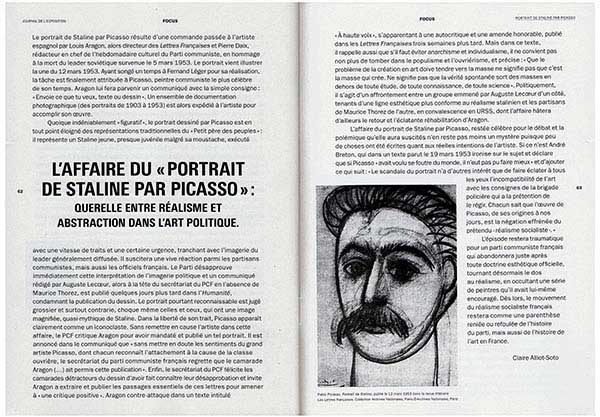 JOURNAL DE L'EXPOSITION
FOCUS
Le portrait de Staline par Picasso résulte d'une commande passée à l'artiste
espagnol par Louis Aragon, alors directeur des Lettres Françaises et Pierre Daix,
rédacteur en chef de l'hebdomadaire culturel du Parti communiste, en hommage
à la mort du leader soviétique survenue le 5 mars 1953. Le portrait vient illustrer
la une du 12 mars 1953. Ayant songé un temps à Fernand Léger pour sa réalisation,
la tâche est finalement attribuée à Picasso, peintre communiste le plus célèbre
de son temps. Aragon lui fera parvenir un communiqué avec la simple consigne :
« Envoie ce que tu veux, texte ou dessin ». Un ensemble de documentation
photographique (des portraits de 1903 à 1953) est alors expédié à l'artiste pour
accomplir son œuvre.
Quoique indéniablement « figuratif », le portrait dessiné par Picasso est en
tout point éloigné des représentations traditionnelles du « Petit père des peuples » :
il représente un Staline jeune, presque juvénile malgré sa moustache, exécuté
L'AFFAIRE DU « PORTRAIT
DE STALINE PAR PICASSO » :
QUERELLE ENTRE RÉALISME ET
ABSTRACTION DANS L'ART POLITIQUE.
62
avec une vitesse de traits et une certaine urgence, tranchant avec l'imagerie du
leader généralement diffusée. Il suscitera une vive réaction parmi les partisans
communistes, mais aussi les officiels français. Le Parti désapprouve
immédiatement cette interprétation de l'imagerie politique et un communiqué
rédigé par Auguste Lecœur, alors à la tête du secrétariat du PCF en l'absence de
Maurice Thorez, est publié quelques jours plus tard dans l'Humanité,
condamnant la publication du dessin. Le portrait pourtant reconnaissable est jugé
grossier et surtout contraire, choque même celles et ceux, qui ont une image
magnifiée, quasi mythique de Staline. Dans la liberté de son trait, Picasso apparaît
clairement comme un iconoclaste. Sans remettre en cause l'artiste dans cette
affaire, le PCF critique Aragon pour avoir mandaté et publié un tel portrait. Il est
annoncé dans le communiqué que « sans mettre en doute les sentiments du grand
artiste Picasso, dont chacun reconnaît l'attachement à la cause de la classe
ouvrière, le secrétariat du parti communiste français regrette que le camarade
Aragon (...) ait permis cette publication ». Enfin, le secrétariat du PCF félicite les
camarades détracteurs du dessin d'avoir fait connaître leur désapprobation et invite
Aragon à extraire et publier les passages essentiels de ces lettres pour amener
à « une critique positive ». Aragon contre-attaque dans un texte intitulé
FOCUS
PORTRAIT DE STALINE PAR PICASSO
« À haute voix », s'apparentant à une autocritique et une amende honorable, publié
dans les Lettres Françaises trois semaines plus tard. Mais dans ce texte,
il rappelle aussi que s'il faut éviter anarchisme et individualisme, il ne convient pas
non plus de tomber dans le populisme et l'ouvriérisme, et précise : « Que le
problème de la création en art doive tendre vers la masse ne signifie pas que c'est
la masse qui crée. Ne signifie pas que la vérité spontanée sort des masses en
dehors de toute étude, de toute connaissance, de toute science ». Politiquement,
il s'agit d'un affrontement entre un groupe emmené par Auguste Lecœur d'un côté,
tenants d'une ligne esthétique plus conforme au réalisme stalinien et les partisans
de Maurice Thorez de l'autre, en convalescence en URSS, dont l'affaire hâtera
d'ailleurs le retour et l'éclatante réhabilitation d'Aragon.
L'affaire du portrait de Staline par Picasso, restée célèbre pour le débat et la
polémique qu'elle aura suscités n'en reste pas moins un mystère puisque peu
de choses ont été écrites quant aux réelles intentions de l'artiste. Si ce n'est André
Breton, qui dans un texte paru le 19 mars 1953 ironise sur le sujet et déclare
que si Picasso « avait voulu se foutre du monde, il n'eut pas pu faire mieux » et d'ajouter
ce qui suit : « Le scandale du portrait n'a d'autres intérêt que de faire éclater à tous
les yeux l'incompatibilité de l'art
avec les consignes de la brigade
policière qui a la prétention de
le régir. Chacun sait que l'œuvre
de Picasso, de ses origines à nos
jours, est la négation effrénée du
prétendu « réalisme socialiste ». »
L'épisode restera traumatique
pour un parti communiste français
qui abandonnera juste après
toute doctrine esthétique officielle,
tournant désormais le dos
au réalisme, en occultant une série
de peintres qu'il avait lui-même
encouragé. Dès lors, le mouvement
du réalisme socialiste français
restera comme une parenthèse
reniée ou refoulée de l'histoire
du parti, mais aussi de l'histoire
de l'art en France.
Claire Alliot-Soto
63
Pablo Picasso, Portrait de Staline, publié le 12 mars 1953 dans la revue littéraire
Les Lettres françaises. Collection Archives Nationales, Paris © Archives Nationales, Paris